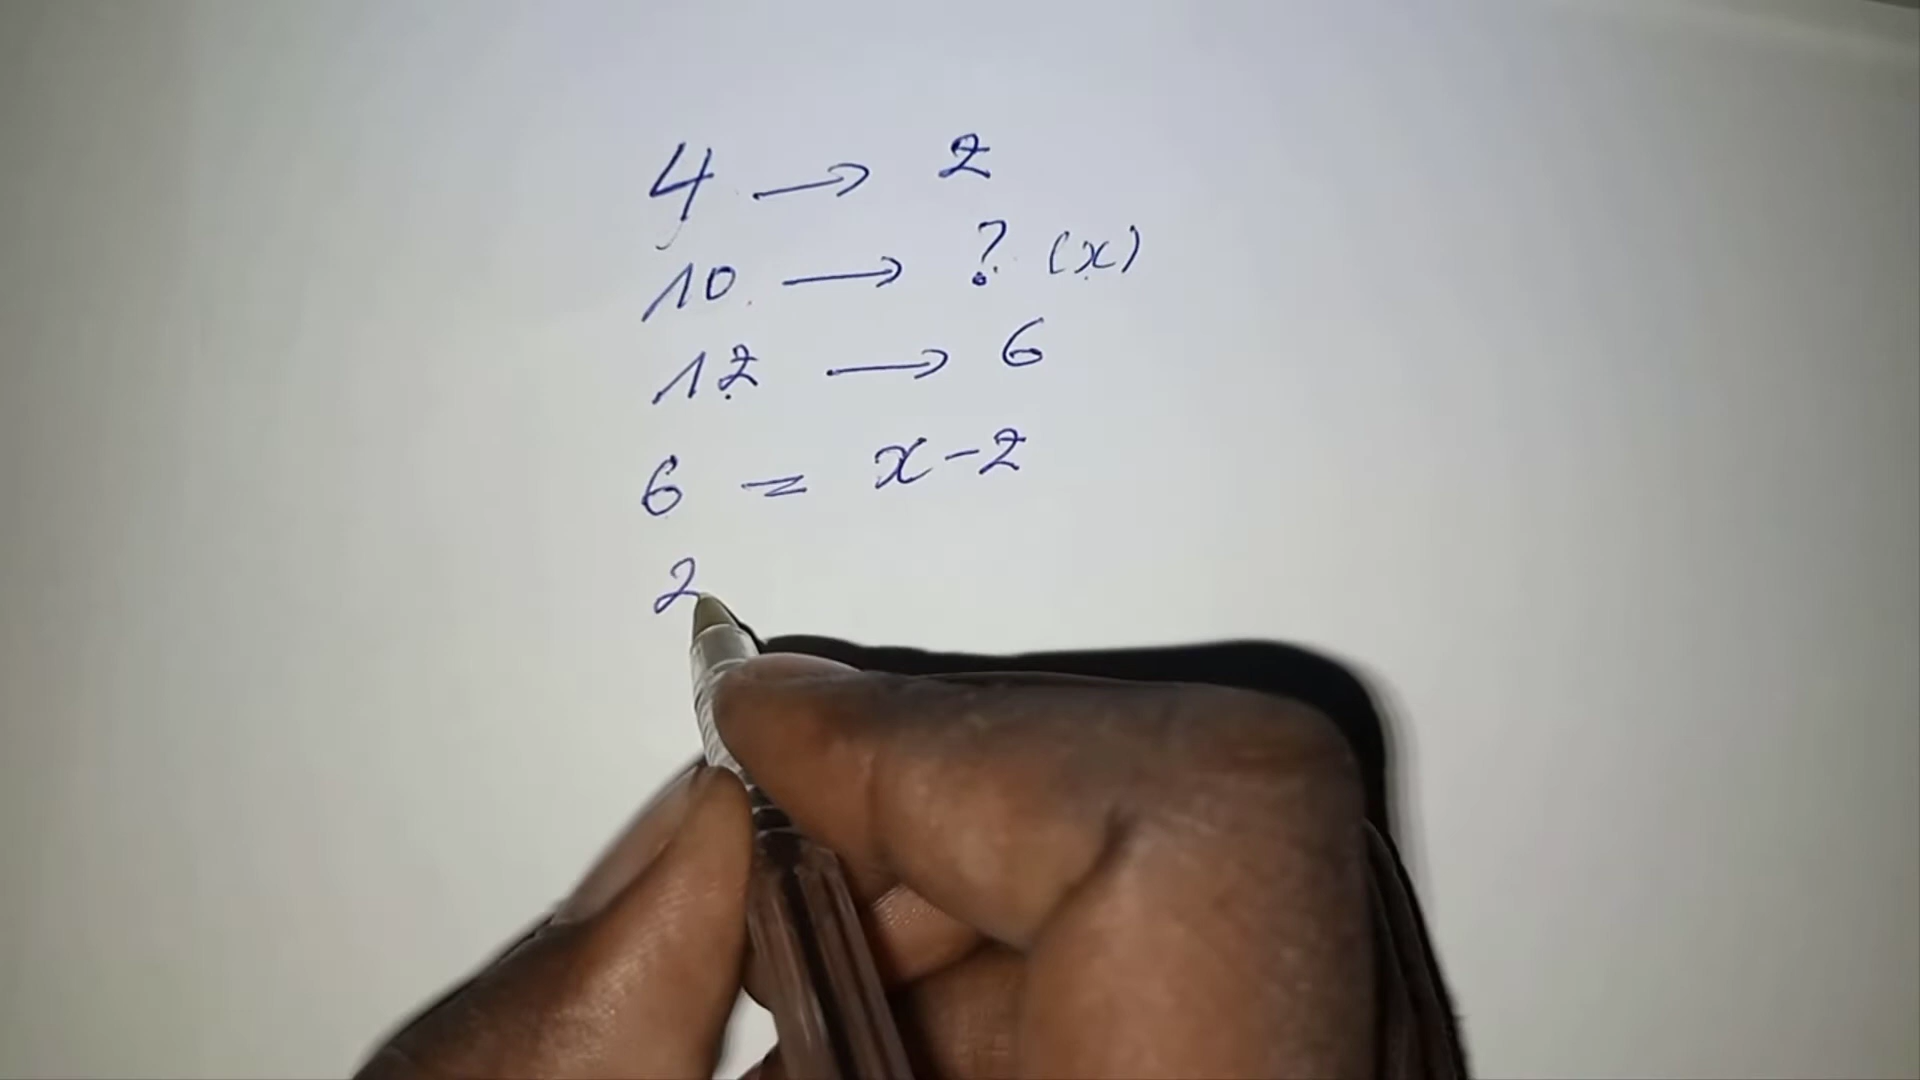 4 → 2
10 → ? (x)
12 → 6
6 = x-2
2